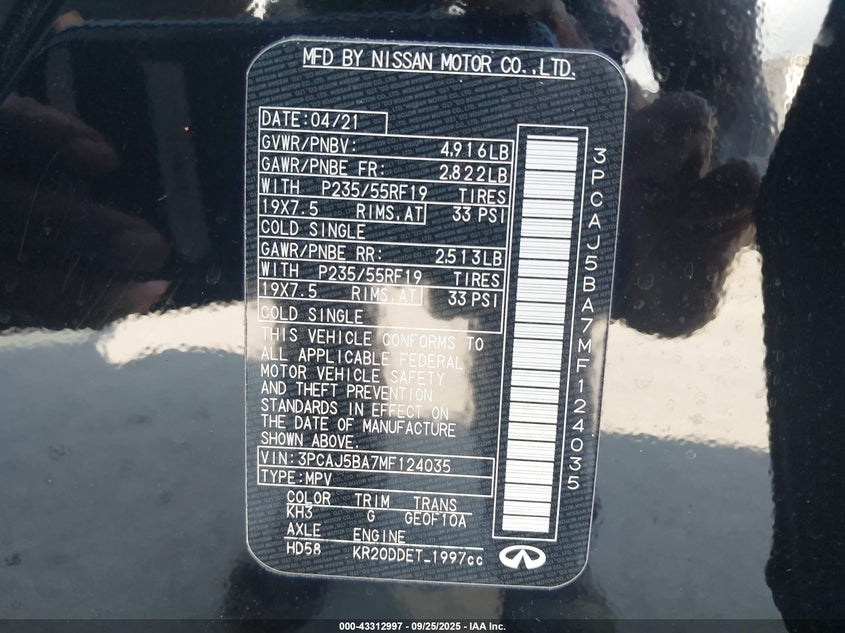 MFD BY NISSAN MOTOR CO.,LTD.
DATE:04/21
GVWR/PNBV: 4,916LB
GAWR/PNBE FR: 2,822LB
WITH P235/55RF19 TIRES
19X7.5 RIMS,AT 33 PSI
COLD SINGLE
GAWR/PNBE RR: 2,513LB
WITH P235/55RF19 TIRES
19X7.5 RIMS,AT 33 PSI
COLD SINGLE
THIS VEHICLE CONFORMS TO
ALL APPLICABLE FEDERAL
MOTOR VEHICLE SAFETY
AND THEFT PREVENTION
STANDARDS IN EFFECT ON
THE DATE OF MANUFACTURE
SHOWN ABOVE.
VIN:3PCAJ5BA7MF124035
TYPE:MPV
COLOR TRIM TRANS
KH3 G GE0F10A
AXLE ENGINE
HD58 KR20DDET_1997cc
3PCAJ5BA7MF124035
000-43312997 - 09/25/2025 - IAA Inc.